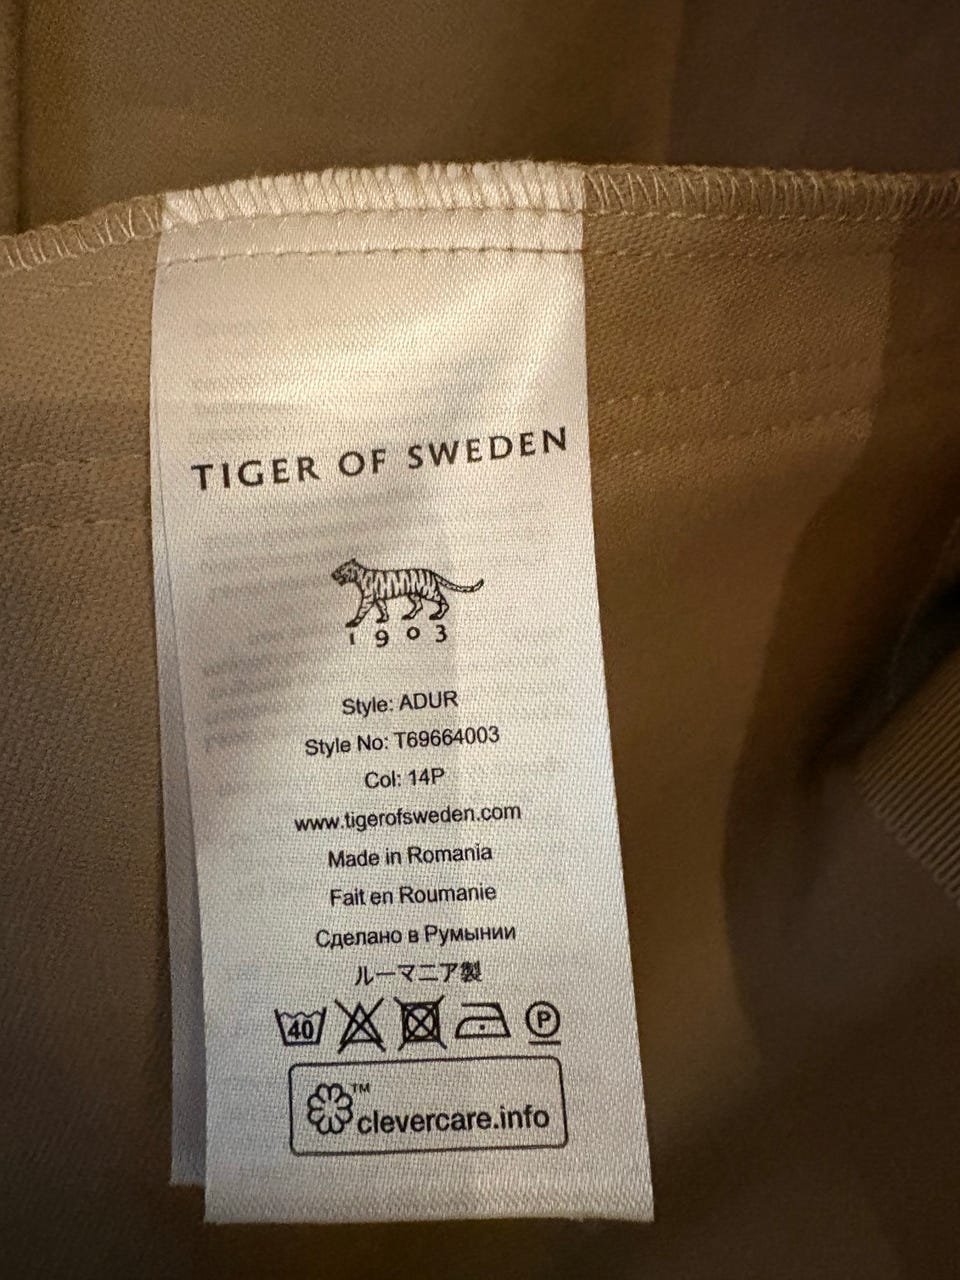 TIGER OF SWEDEN
1903
Style: ADUR
Style No: T69664003
Col: 14P
www.tigerofsweden.com
Made in Romania
Fait en Roumanie
Сделано в Румынии
ルーマニア製
40 P
TM
clevercare.info